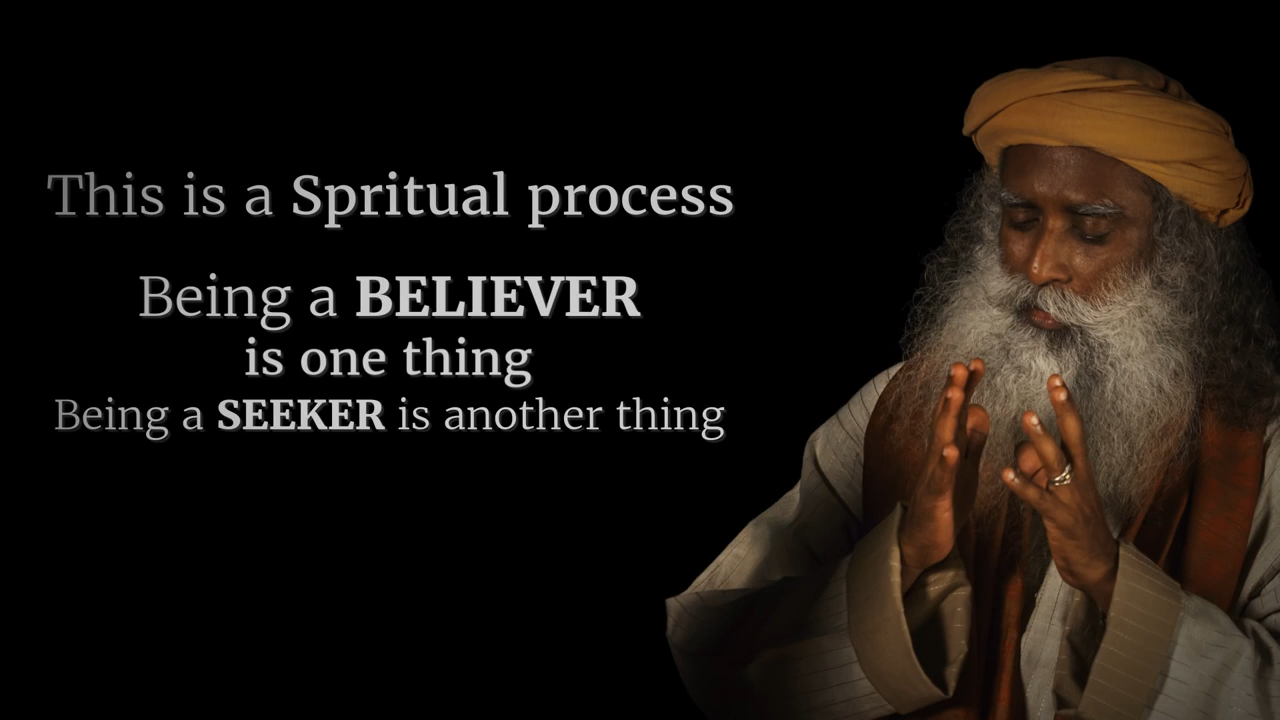 This is a Spritual process
Being a BELIEVER
is one thing
Being a SEEKER is another thing